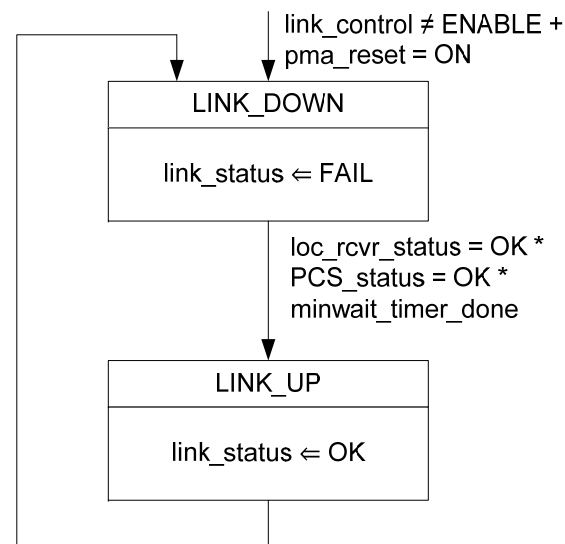 link_control ≠ ENABLE +
pma_reset = ON
LINK_DOWN
link_status ⇐ FAIL
loc_rcvr_status = OK *
PCS_status = OK *
minwait_timer_done
LINK_UP
link_status ⇐ OK